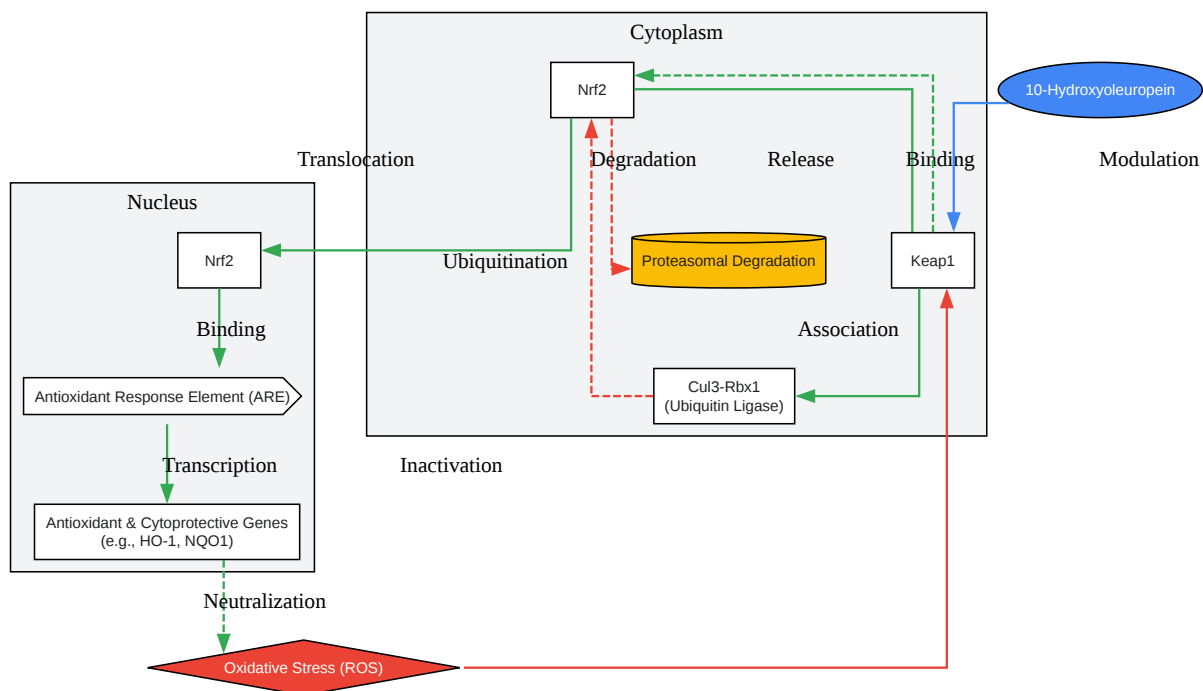 Cytoplasm
Nrf2
10-Hydroxyoleuropein
Translocation
Degradation
Release
Binding
Modulation
Nucleus
Nrf2
Ubiquitination
Proteasomal Degradation
Keap1
Binding
Association
Antioxidant Response Element (ARE)
Cul3-Rbx1
(Ubiquitin Ligase)
Transcription
Inactivation
Antioxidant & Cytoprotective Genes
(e.g., HO-1, NQO1)
Neutralization
Oxidative Stress (ROS)